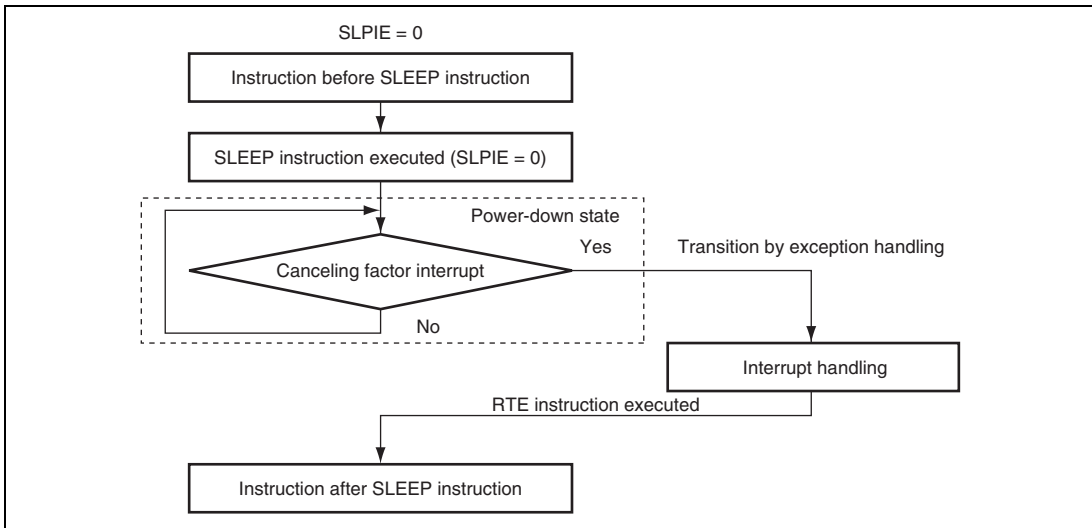 SLPIE = 0
Instruction before SLEEP instruction
SLEEP instruction executed (SLPIE = 0)
Power-down state
Yes
Transition by exception handling
Canceling factor interrupt
No
Interrupt handling
RTE instruction executed
Instruction after SLEEP instruction